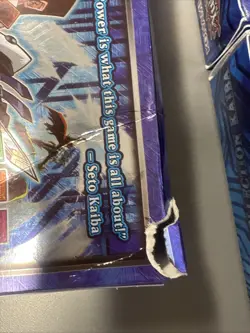 Power is what this game is all about!"
– Seto Kaiba